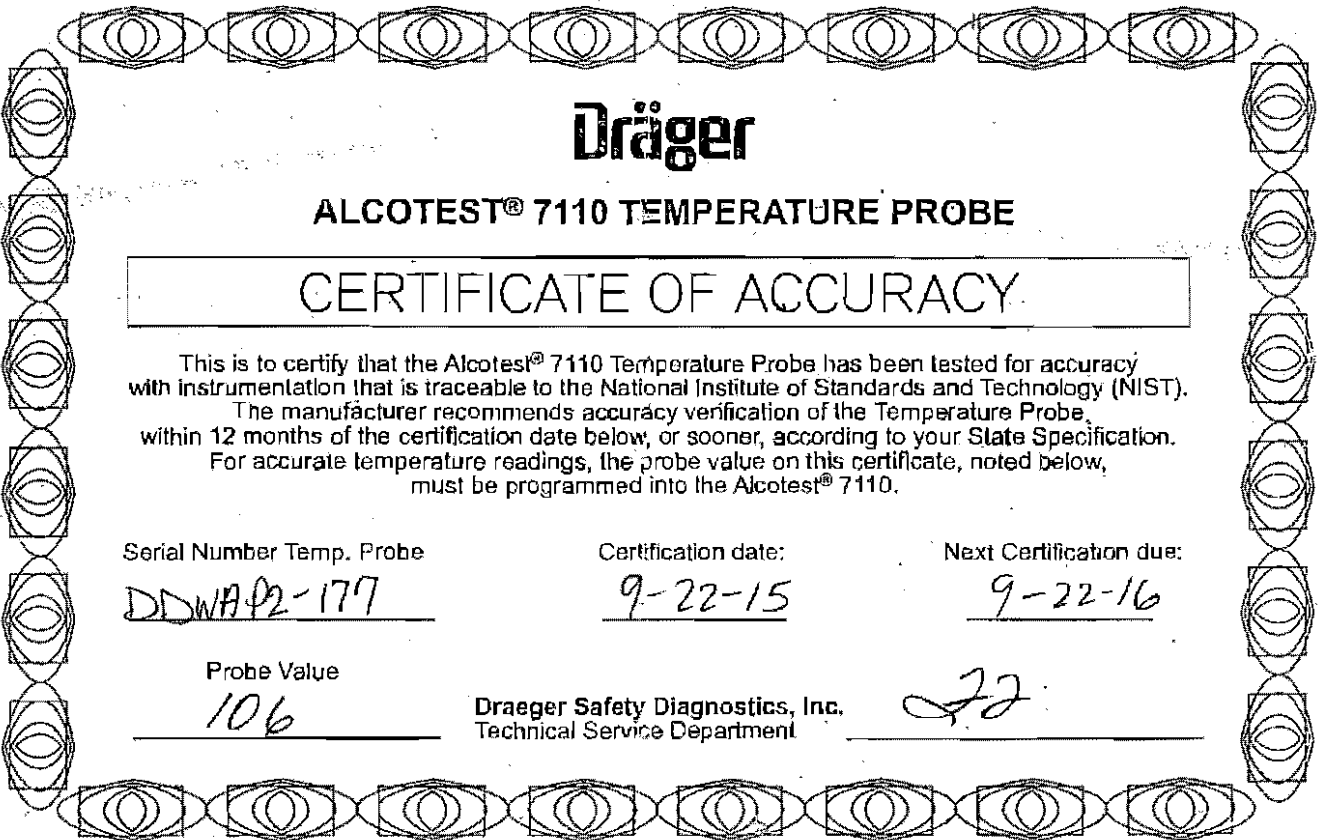 Dräger
ALCOTEST® 7110 TEMPERATURE PROBE
CERTIFICATE OF ACCURACY
This is to certify that the Alcotest® 7110 Temperature Probe has been tested for accuracy
with instrumentation that is traceable to the National Institute of Standards and Technology (NIST).
The manufacturer recommends accuracy verification of the Temperature Probe,
within 12 months of the certification date below, or sooner, according to your State Specification.
For accurate temperature readings, the probe value on this certificate, noted below,
must be programmed into the Alcotest® 7110.
Serial Number Temp. Probe Certification date: Next Certification due:
DDWAP2-177 9-22-15 9-22-16
Probe Value
106
Draeger Safety Diagnostics, Inc.
Technical Service Department